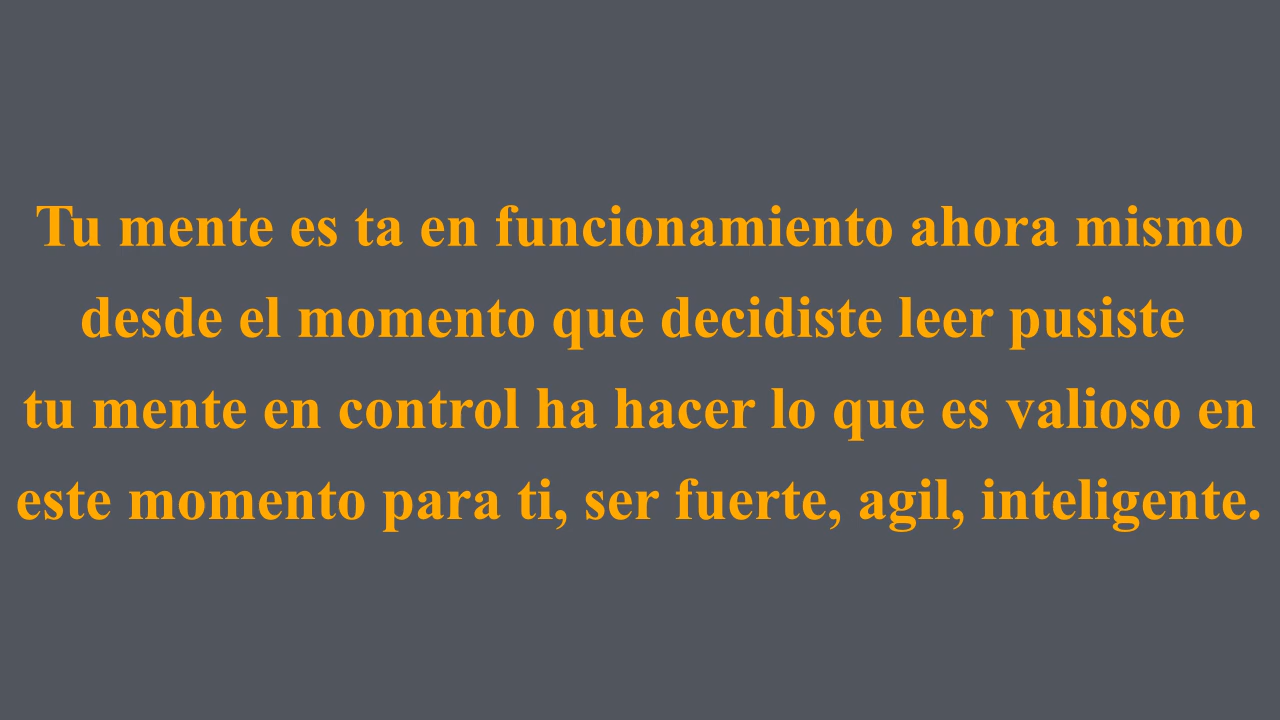 Tu mente es ta en funcionamiento ahora mismo
desde el momento que decidiste leer pusiste
tu mente en control ha hacer lo que es valioso en
este momento para ti, ser fuerte, agil, inteligente.